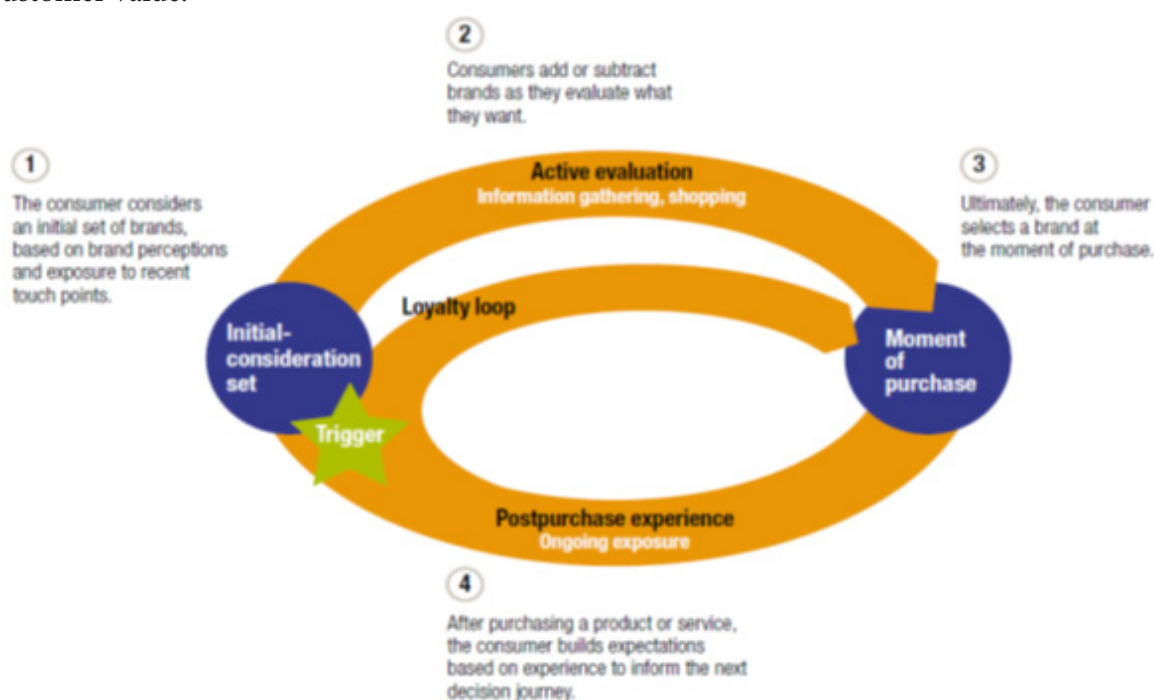 customer value.
2
Consumers add or subtract
brands as they evaluate what
they want.
1
The consumer considers
an initial set of brands,
based on brand perceptions
and exposure to recent
touch points.
Active evaluation
Information gathering, shopping
3
Ultimately, the consumer
selects a brand at
the moment of purchase.
Loyalty loop
Initial-
consideration
set
Trigger
Moment
of
purchase
Postpurchase experience
Ongoing exposure
4
After purchasing a product or service,
the consumer builds expectations
based on experience to inform the next
decision journey.